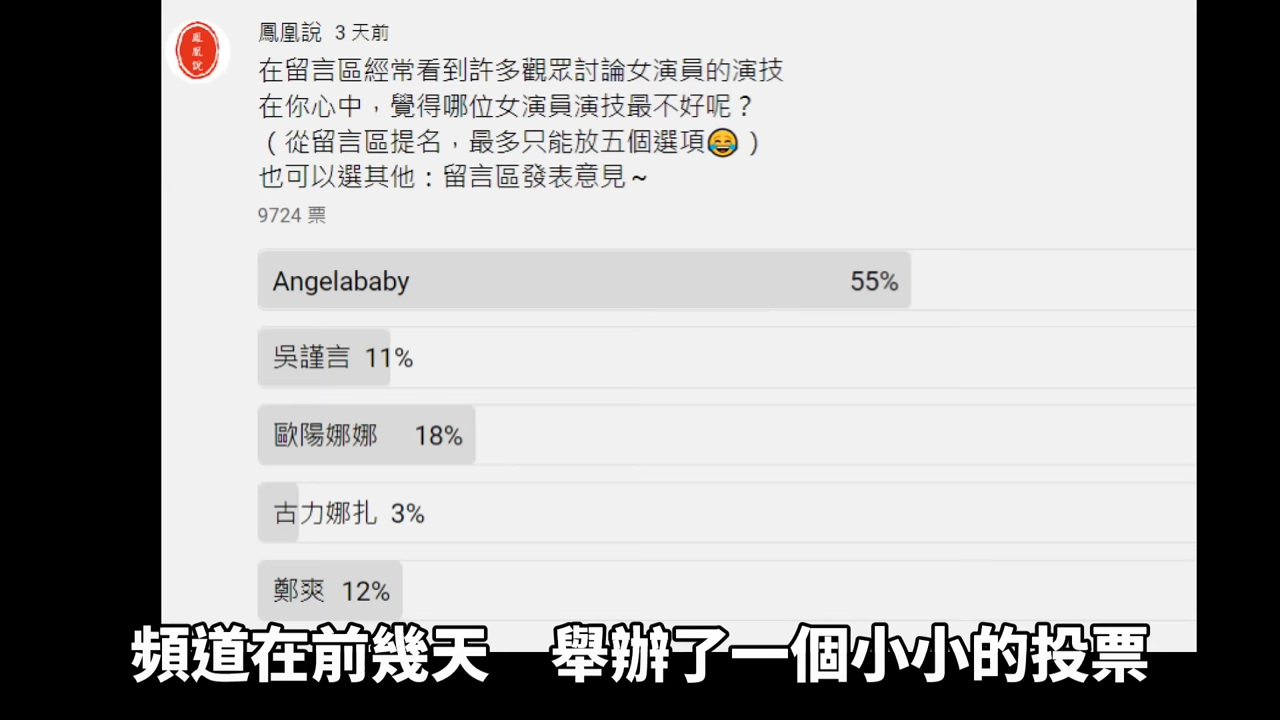 鳳凰說
鳳凰說 3 天前
在留言區經常看到許多觀眾討論女演員的演技
在你心中，覺得哪位女演員演技最不好呢？
（從留言區提名，最多只能放五個選項😂）
也可以選其他：留言區發表意見~
9724 票
Angelababy 55%
吳謹言 11%
歐陽娜娜 18%
古力娜扎 3%
鄭爽 12%
頻道在前幾天 舉辦了一個小小的投票